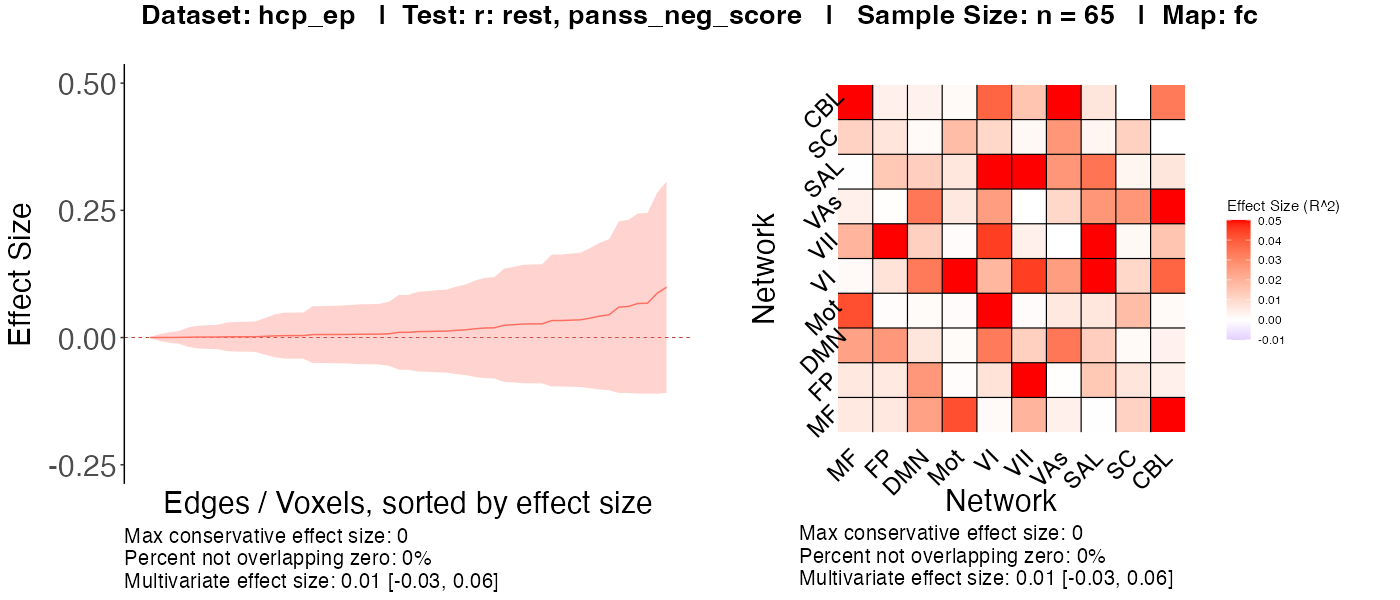 Dataset: hcp_ep   I   Test: r: rest, panss_neg_score   I   Sample Size: n = 65   I   Map: fc
Effect Size
0.50
0.25
0.00
-0.25
Edges / Voxels, sorted by effect size
Max conservative effect size: 0
Percent not overlapping zero: 0%
Multivariate effect size: 0.01 [-0.03, 0.06]
Network
CBL
SC
SAL
VAs
VII
VI
Mot
DMN
FP
MF
MF FP DMN Mot VI VII VAs SAL SC CBL
Network
Max conservative effect size: 0
Percent not overlapping zero: 0%
Multivariate effect size: 0.01 [-0.03, 0.06]
Effect Size (R^2)
0.05
0.04
0.03
0.02
0.01
0.00
-0.01